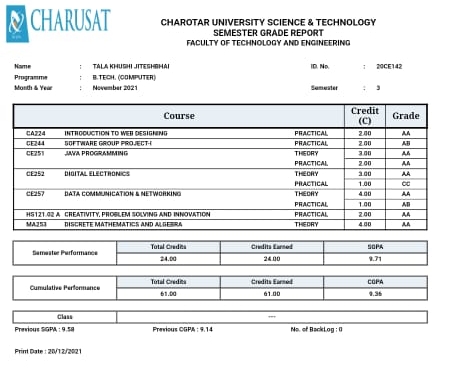 CHARUSAT
CHAROTAR UNIVERSITY SCIENCE & TECHNOLOGY
SEMESTER GRADE REPORT
FACULTY OF TECHNOLOGY AND ENGINEERING
Name : TALA KHUSHI JITESHBHAI ID. No. : 20CE142
Programme : B.TECH. (COMPUTER)
Month & Year : November 2021 Semester : 3
Course Credit (C) Grade
CA224 INTRODUCTION TO WEB DESIGNING PRACTICAL 2.00 AA
CE244 SOFTWARE GROUP PROJECT-I PRACTICAL 2.00 AB
CE251 JAVA PROGRAMMING THEORY 3.00 AA
PRACTICAL 2.00 AA
CE252 DIGITAL ELECTRONICS THEORY 3.00 AA
PRACTICAL 1.00 CC
CE257 DATA COMMUNICATION & NETWORKING THEORY 4.00 AA
PRACTICAL 1.00 AB
HS121.02 A CREATIVITY, PROBLEM SOLVING AND INNOVATION PRACTICAL 2.00 AA
MA253 DISCRETE MATHEMATICS AND ALGEBRA THEORY 4.00 AA
Semester Performance Total Credits Credits Earned SGPA
24.00 24.00 9.71
Cumulative Performance Total Credits Credits Earned CGPA
61.00 61.00 9.36
Class ---
Previous SGPA : 9.58 Previous CGPA : 9.14 No. of BackLog : 0
Print Date : 20/12/2021